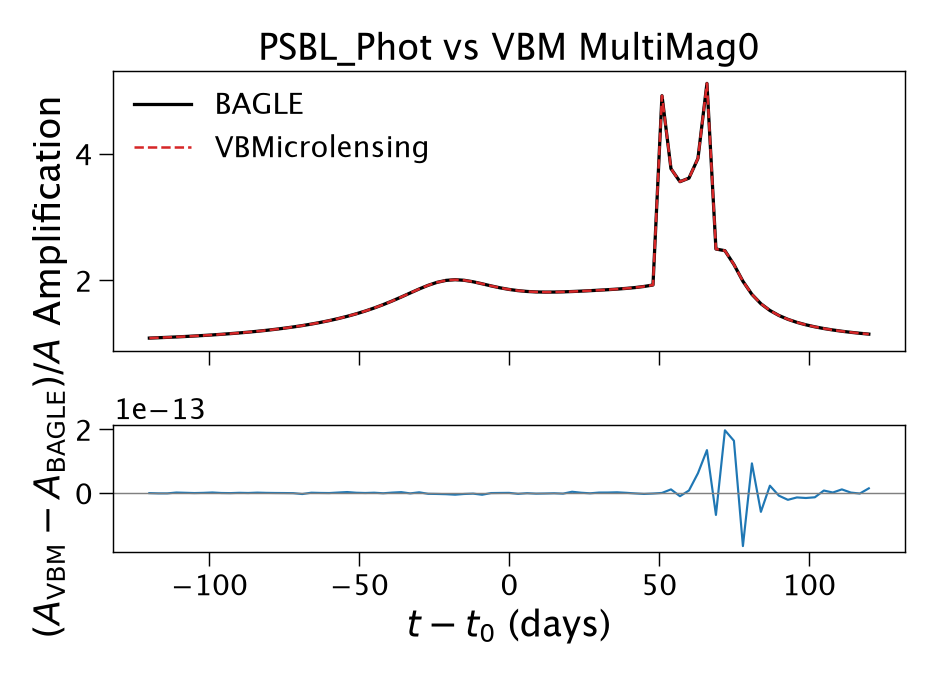 PSBL_Phot vs VBM MultiMag0
BAGLE
VBMicrolensing
Amplification
4
2
1e−13
(A_VBM − A_BAGLE)/A
2
0
−100 −50 0 50 100
t − t₀ (days)